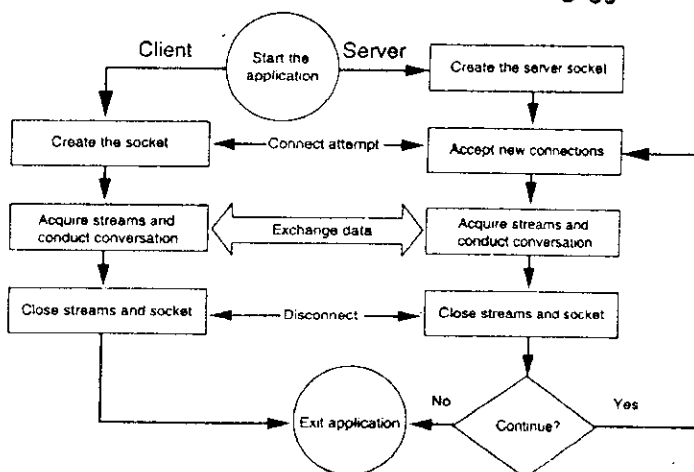 Client
Start the
application
Server
Create the server socket
Create the socket
Connect attempt
Accept new connections
Acquire streams and
conduct conversation
Exchange data
Acquire streams and
conduct conversation
Close streams and socket
Disconnect
Close streams and socket
No
Yes
Exit application
Continue?